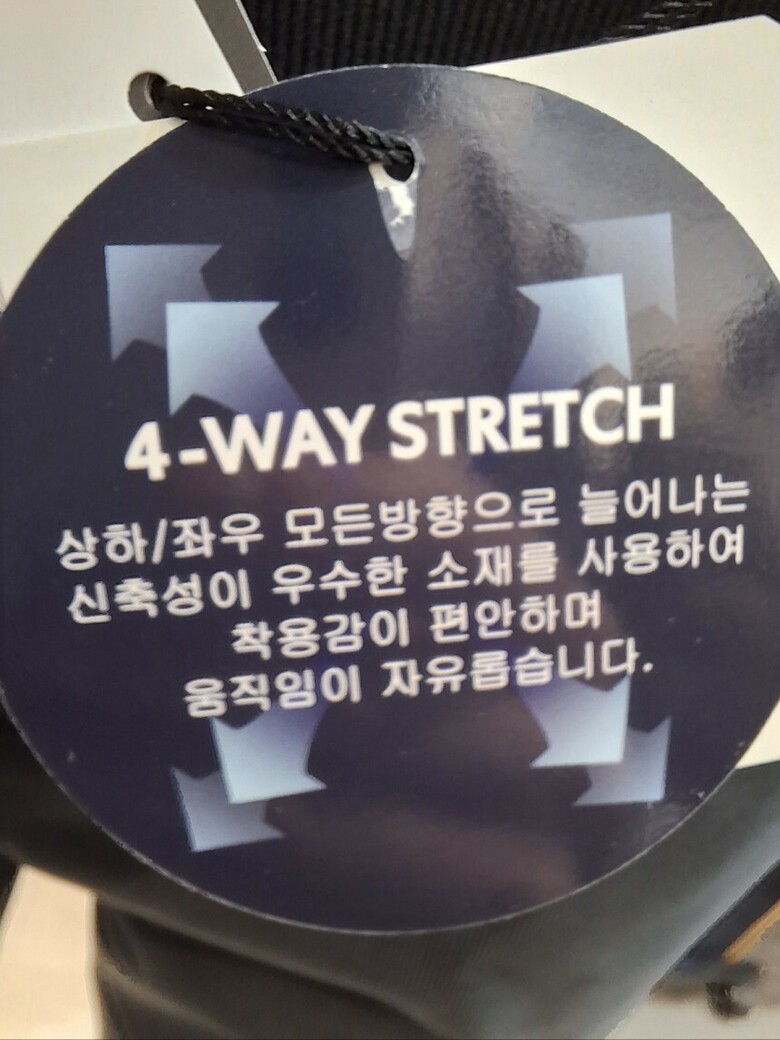 4-WAY STRETCH
상하/좌우 모든방향으로 늘어나는
신축성이 우수한 소재를 사용하여
착용감이 편안하며
움직임이 자유롭습니다.